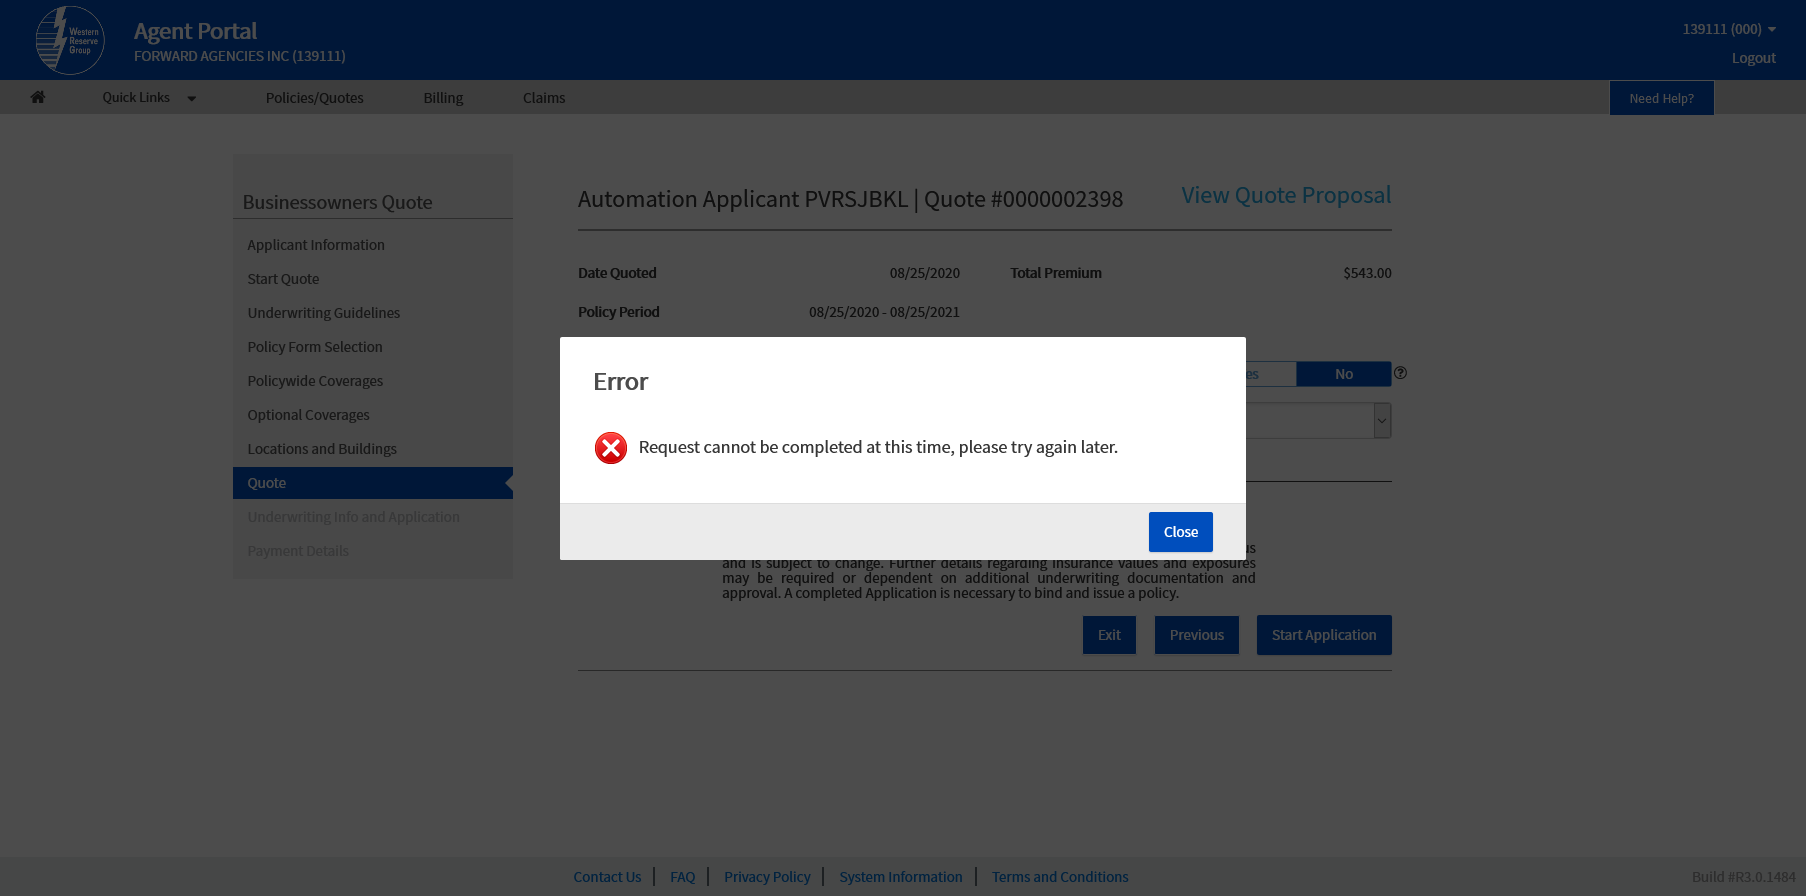 Western
Reserve
Group
Agent Portal
FORWARD AGENCIES INC (139111)
139111 (000)
Logout
Quick Links
Policies/Quotes
Billing
Claims
Need Help?
Businessowners Quote
Applicant Information
Start Quote
Underwriting Guidelines
Policy Form Selection
Policywide Coverages
Optional Coverages
Locations and Buildings
Quote
Underwriting Info and Application
Payment Details
Automation Applicant PVRSJBKL | Quote #0000002398
View Quote Proposal
Date Quoted 08/25/2020 Total Premium $543.00
Policy Period 08/25/2020 - 08/25/2021
es No
Error
Request cannot be completed at this time, please try again later.
Close
us
and is subject to change. Further details regarding insurance values and exposures
may be required or dependent on additional underwriting documentation and
approval. A completed Application is necessary to bind and issue a policy.
Exit Previous Start Application
Contact Us FAQ Privacy Policy System Information Terms and Conditions
Build #R3.0.1484